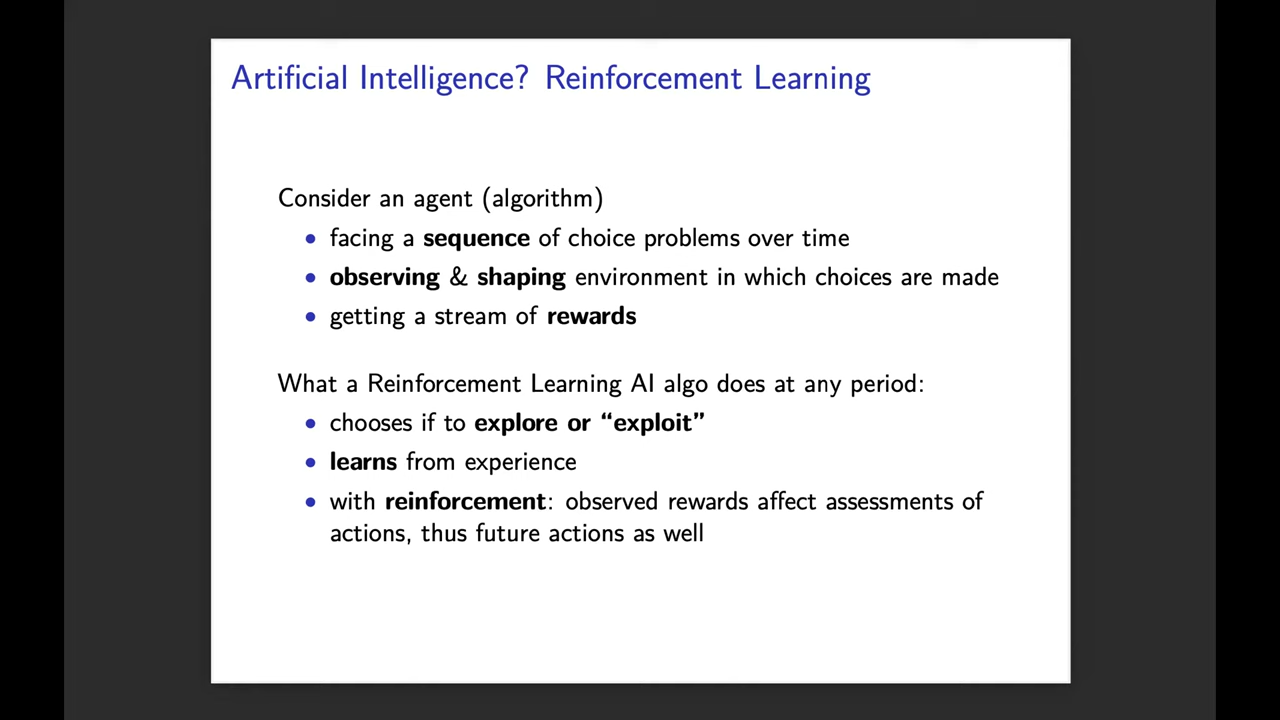 Artificial Intelligence? Reinforcement Learning
Consider an agent (algorithm)
• facing a sequence of choice problems over time
• observing & shaping environment in which choices are made
• getting a stream of rewards
What a Reinforcement Learning AI algo does at any period:
• chooses if to explore or “exploit”
• learns from experience
• with reinforcement: observed rewards affect assessments of
actions, thus future actions as well